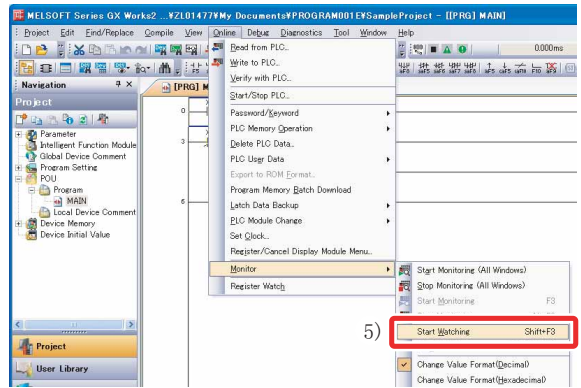 MELSOFT Series GX Works2 ...¥ZL01477¥My Documents¥PROGRAM001E¥SampleProject - [[PRG] MAIN]
Project Edit Find/Replace Compile View Online Debug Diagnostics Tool Window Help
0.000ms
Navigation
[PRG] M
Project
Parameter
Intelligent Function Module
Global Device Comment
Program Setting
POU
Program
MAIN
Local Device Comment
Device Memory
Device Initial Value
Project
User Library
0
3
6
Read from PLC...
Write to PLC...
Verify with PLC...
Start/Stop PLC...
Password/Keyword
PLC Memory Operation
Delete PLC Data...
PLC User Data
Export to ROM Format...
Program Memory Batch Download
Latch Data Backup
PLC Module Change
Set Clock...
Register/Cancel Display Module Menu...
Monitor
Register Watch
Start Monitoring (All Windows)
Stop Monitoring (All Windows)
Start Monitoring F3
5)
Start Watching Shift+F3
Change Value Format(Decimal)
Change Value Format(Hexadecimal)